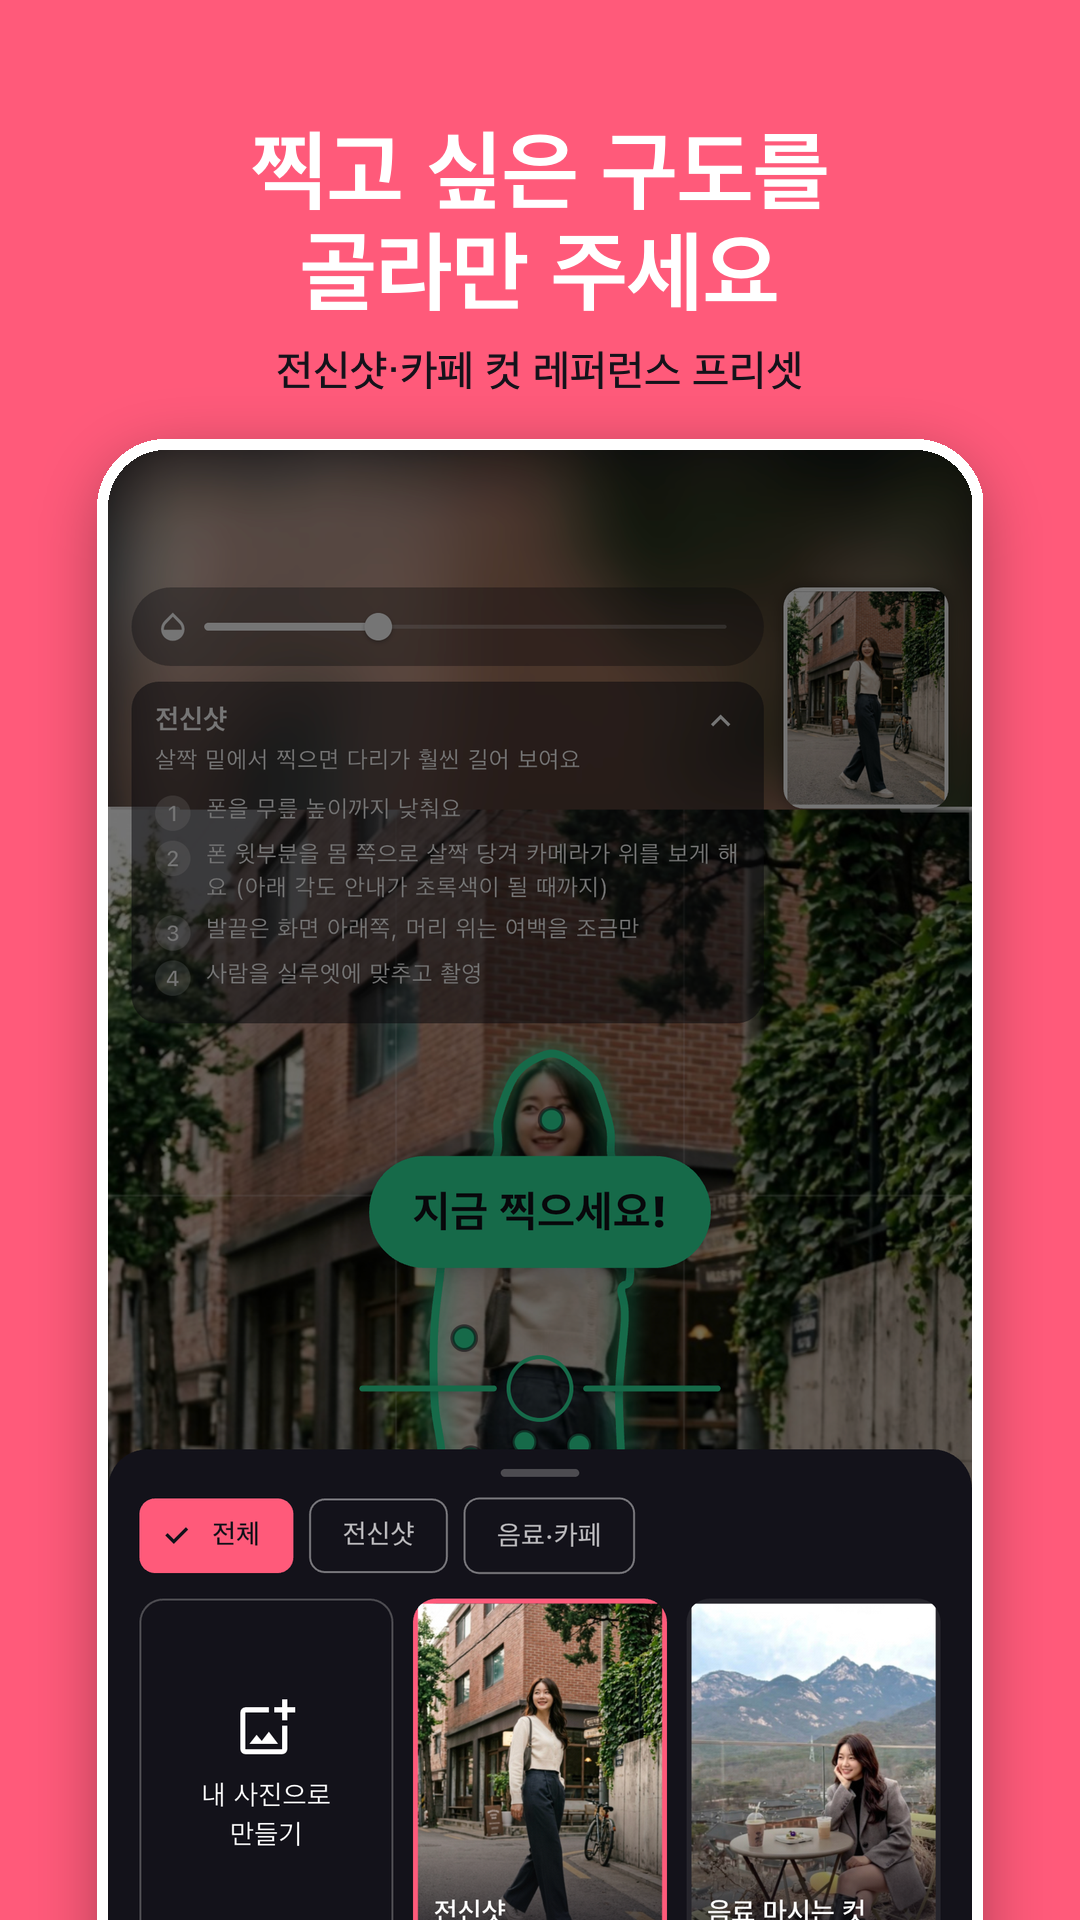 찍고 싶은 구도를
골라만 주세요
전신샷·카페 컷 레퍼런스 프리셋
전신샷
살짝 밑에서 찍으면 다리가 훨씬 길어 보여요
1 폰을 무릎 높이까지 낮춰요
2 폰 윗부분을 몸 쪽으로 살짝 당겨 카메라가 위를 보게 해
요 (아래 각도 안내가 초록색이 될 때까지)
3 발끝은 화면 아래쪽, 머리 위는 여백을 조금만
4 사람을 실루엣에 맞추고 촬영
지금 찍으세요!
전체
전신샷
음료·카페
내 사진으로
만들기
전신샷
음료 마시는 컷